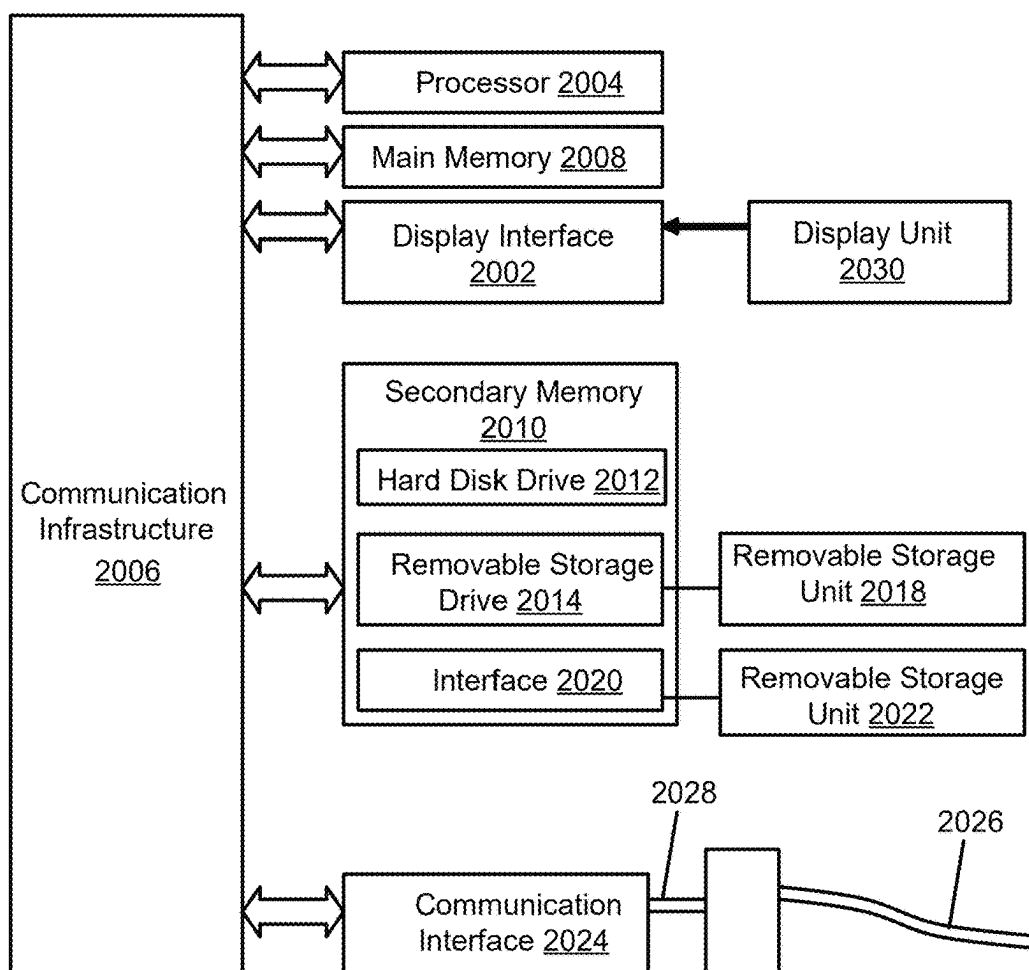 Processor 2004
Main Memory 2008
Display Interface
2002
Display Unit
2030
Secondary Memory
2010
Hard Disk Drive 2012
Communication
Infrastructure
2006
Removable Storage
Drive 2014
Removable Storage
Unit 2018
Interface 2020
Removable Storage
Unit 2022
2028
2026
Communication
Interface 2024